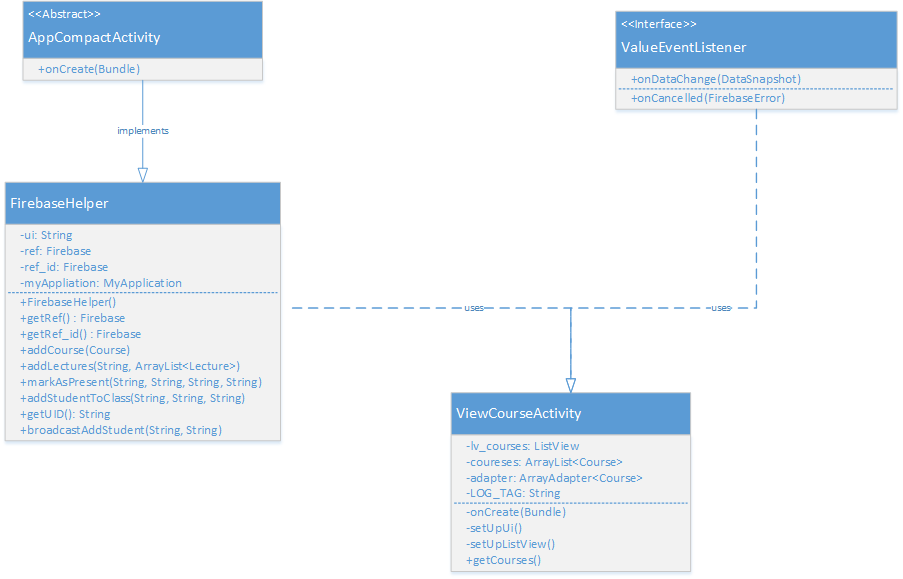 <<Abstract>>
AppCompactActivity
+onCreate(Bundle)
implements
<<Interface>>
ValueEventListener
+onDataChange(DataSnapshot)
+onCancelled(FirebaseError)
FirebaseHelper
-ui: String
-ref: Firebase
-ref_id: Firebase
-myAppliation: MyApplication
+FirebaseHelper()
+getRef() : Firebase
+getRef_id() : Firebase
+addCourse(Course)
+addLectures(String, ArrayList<Lecture>)
+markAsPresent(String, String, String, String)
+addStudentToClass(String, String, String)
+getUID(): String
+broadcastAddStudent(String, String)
uses
uses
ViewCourseActivity
-lv_courses: ListView
-coureses: ArrayList<Course>
-adapter: ArrayAdapter<Course>
-LOG_TAG: String
-onCreate(Bundle)
-setUpUi()
-setUpListView()
+getCourses()